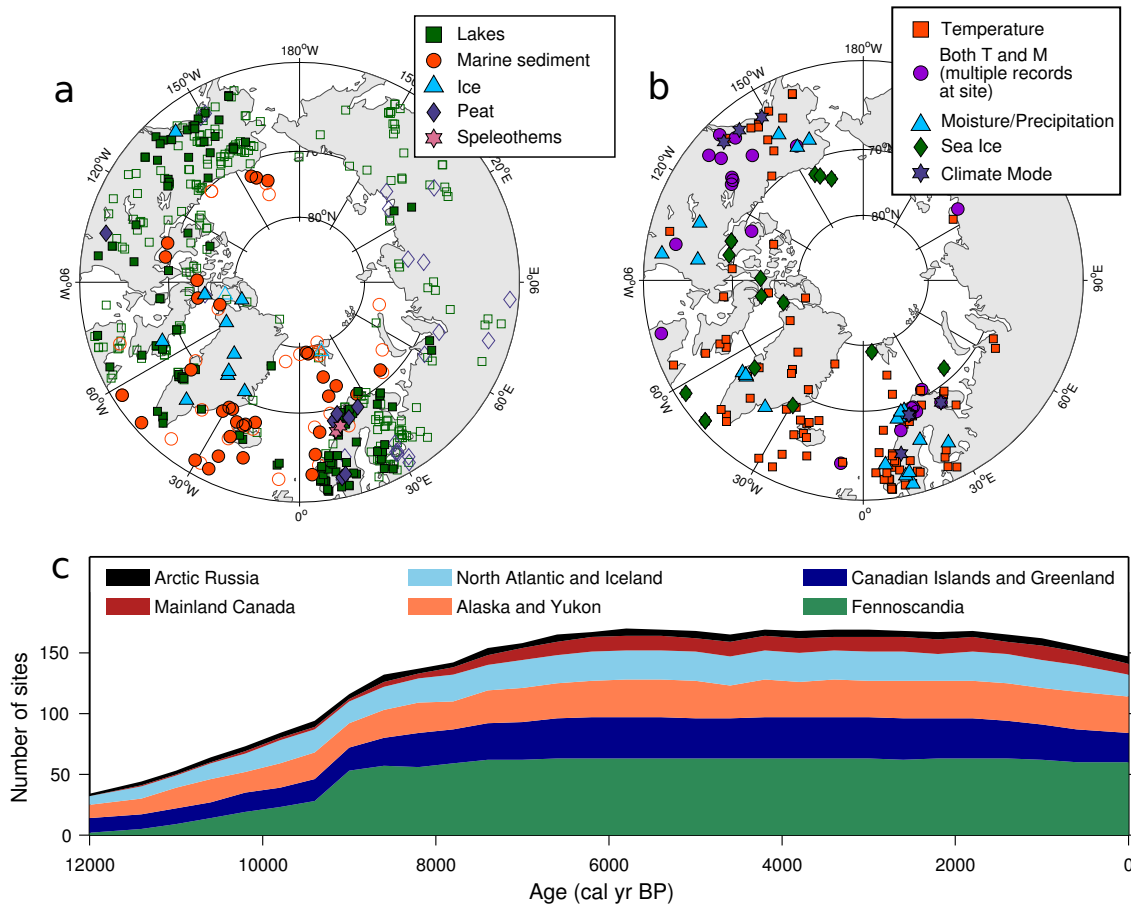 a
Lakes
Marine sediment
Ice
Peat
Speleothems
180°W
150°W
120°W
90°W
60°W
30°W
0°
30°E
60°E
90°E
20°E
15
70°N
80°N
b
Temperature
Both T and M
(multiple records
at site)
Moisture/Precipitation
Sea Ice
Climate Mode
180°W
150°W
120°W
90°W
60°W
30°W
0°
30°E
60°E
90°E
70°N
80°N
c
Arctic Russia
North Atlantic and Iceland
Canadian Islands and Greenland
Mainland Canada
Alaska and Yukon
Fennoscandia
Number of sites
150
100
50
0
12000
10000
8000
6000
4000
2000
0
Age (cal yr BP)